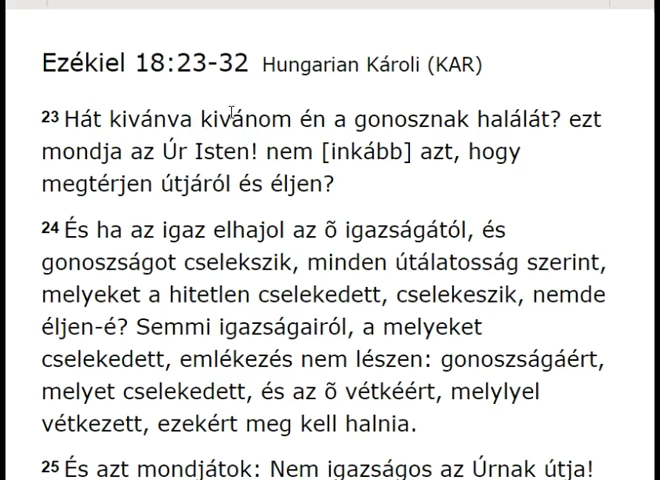 Ezékiel 18:23-32 Hungarian Károli (KAR)
23 Hát kivánva kivánom én a gonosznak halálát? ezt
mondja az Úr Isten! nem [inkább] azt, hogy
megtérjen útjáról és éljen?
24 És ha az igaz elhajol az õ igazságától, és
gonoszságot cselekszik, minden útálatosság szerint,
melyeket a hitetlen cselekedett, cselekeszik, nemde
éljen-é? Semmi igazságairól, a melyeket
cselekedett, emlékezés nem lészen: gonoszságáért,
melyet cselekedett, és az õ vétkéért, melylyel
vétkezett, ezekért meg kell halnia.
25 És azt mondjátok: Nem igazságos az Úrnak útja!